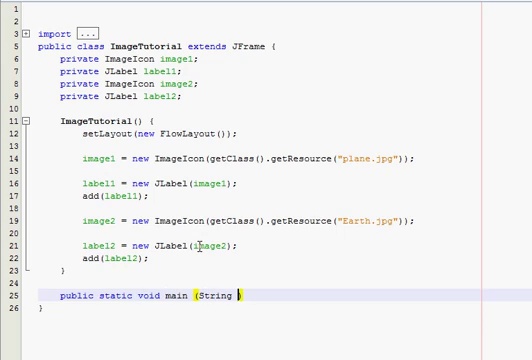 1
2
3 import ...
5 public class ImageTutorial extends JFrame {
6 private ImageIcon image1;
7 private JLabel label1;
8 private ImageIcon image2;
9 private JLabel label2;
10
11 ImageTutorial() {
12 setLayout(new FlowLayout());
13
14 image1 = new ImageIcon(getClass().getResource("plane.jpg"));
15
16 label1 = new JLabel(image1);
17 add(label1);
18
19 image2 = new ImageIcon(getClass().getResource("Earth.jpg"));
20
21 label2 = new JLabel(image2);
22 add(label2);
23 }
24
25 public static void main (String )
26 }